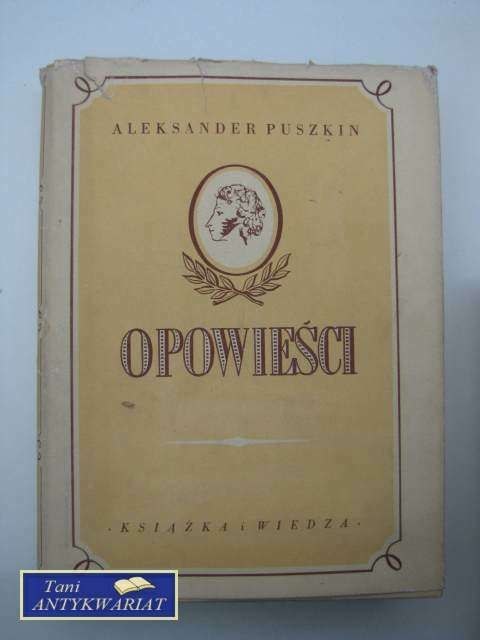 ALEKSANDER PUSZKIN
OPOWIEŚCI
· KSIĄŻKA i WIEDZA ·
Tani
ANTYKWARIAT